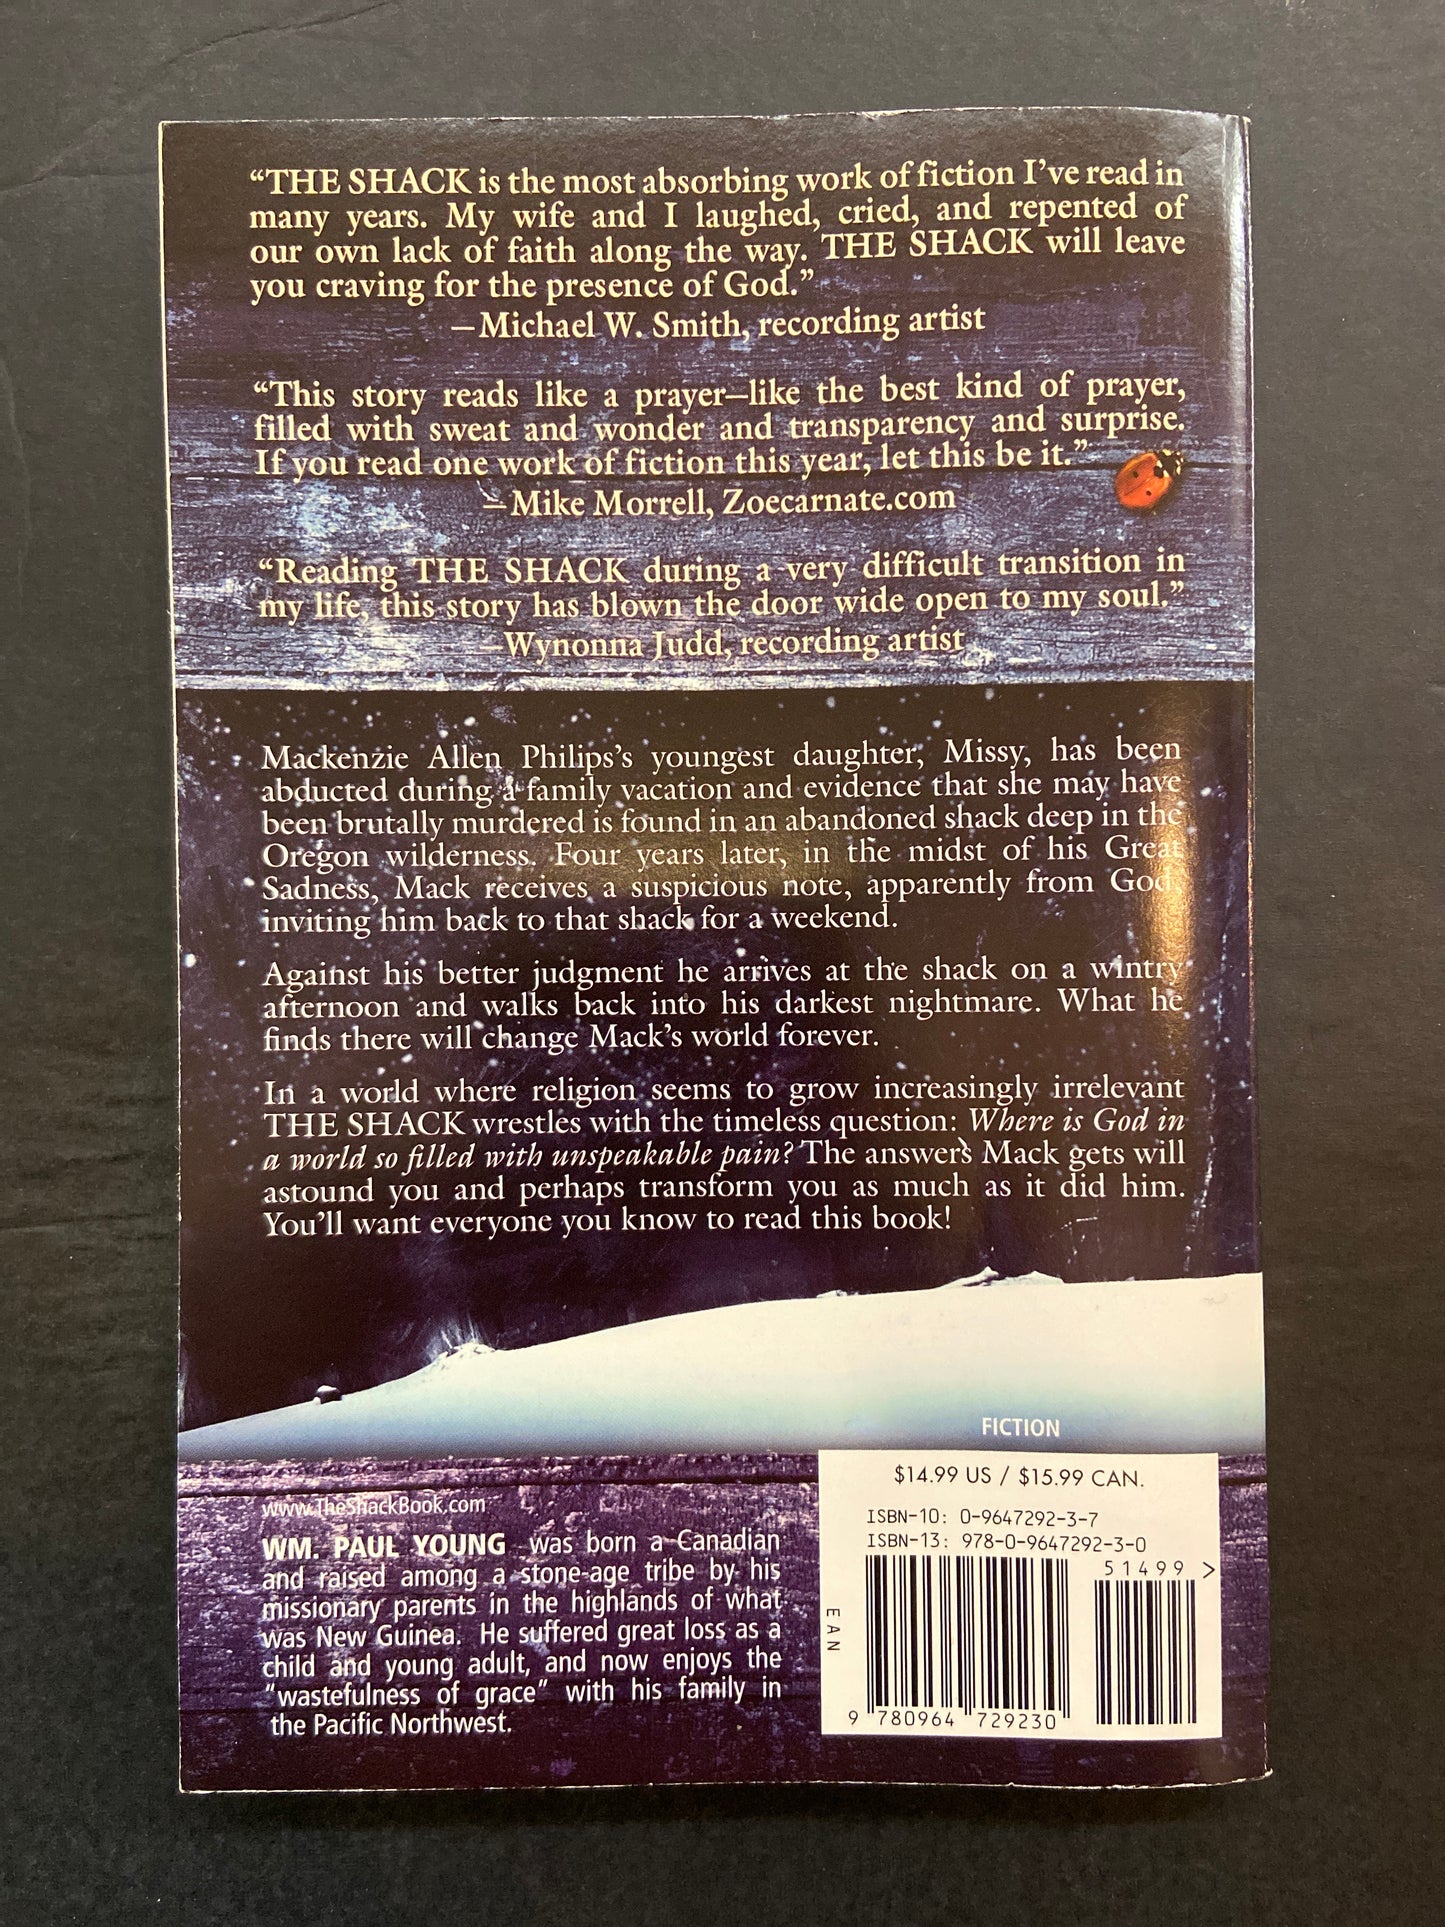 “THE SHACK is the most absorbing work of fiction I’ve read in
many years. My wife and I laughed, cried, and repented of
our own lack of faith along the way. THE SHACK will leave
you craving for the presence of God.”
—Michael W. Smith, recording artist
“This story reads like a prayer—like the best kind of prayer,
filled with sweat and wonder and transparency and surprise.
If you read one work of fiction this year, let this be it.”
—Mike Morrell, Zoecarnate.com
“Reading THE SHACK during a very difficult transition in
my life, this story has blown the door wide open to my soul.”
—Wynonna Judd, recording artist
Mackenzie Allen Philips’s youngest daughter, Missy, has been
abducted during a family vacation and evidence that she may have
been brutally murdered is found in an abandoned shack deep in the
Oregon wilderness. Four years later, in the midst of his Great
Sadness, Mack receives a suspicious note, apparently from God,
inviting him back to that shack for a weekend.
Against his better judgment he arrives at the shack on a wintry
afternoon and walks back into his darkest nightmare. What he
finds there will change Mack’s world forever.
In a world where religion seems to grow increasingly irrelevant
THE SHACK wrestles with the timeless question: Where is God in
a world so filled with unspeakable pain? The answers Mack gets will
astound you and perhaps transform you as much as it did him.
You’ll want everyone you know to read this book!
FICTION
www.TheShackBook.com
WM. PAUL YOUNG was born a Canadian
and raised among a stone-age tribe by his
missionary parents in the highlands of what
was New Guinea. He suffered great loss as a
child and young adult, and now enjoys the
"wastefulness of grace" with his family in
the Pacific Northwest.
$14.99 US / $15.99 CAN.
ISBN-10: 0-9647292-3-7
ISBN-13: 978-0-9647292-3-0
51499>
EAN
9 780964 729230